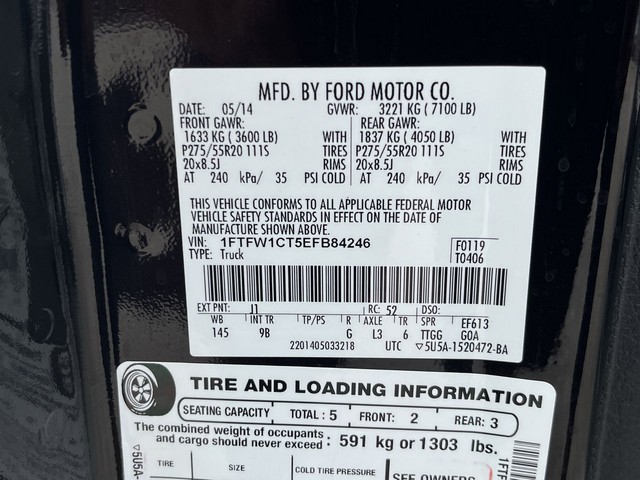 MFD. BY FORD MOTOR CO.
DATE: 05/14 GVWR: 3221 KG ( 7100 LB)
FRONT GAWR: REAR GAWR:
1633 KG ( 3600 LB) WITH 1837 KG ( 4050 LB) WITH
P275/55R20 111S TIRES P275/55R20 111S TIRES
20x8.5J RIMS 20x8.5J RIMS
AT 240 kPa/ 35 PSI COLD AT 240 kPa/ 35 PSI COLD
THIS VEHICLE CONFORMS TO ALL APPLICABLE FEDERAL MOTOR
VEHICLE SAFETY STANDARDS IN EFFECT ON THE DATE OF
MANUFACTURE SHOWN ABOVE.
VIN: 1FTFW1CT5EFB84246 F0119
TYPE: Truck T0406
EXT PNT: J1 RC: 52 DSO:
WB INT TR TP/PS R AXLE TR SPR EF613
145 9B G L3 TTGG GOA
2201405033218 UTC ▽5U5A-1520472-BA
TIRE AND LOADING INFORMATION
SEATING CAPACITY TOTAL : 5 FRONT: 2 REAR: 3
The combined weight of occupants
and cargo should never exceed : 591 kg or 1303 lbs.
▽5U5A-
TIRE SIZE COLD TIRE PRESSURE SEE OWNERS
1FTF